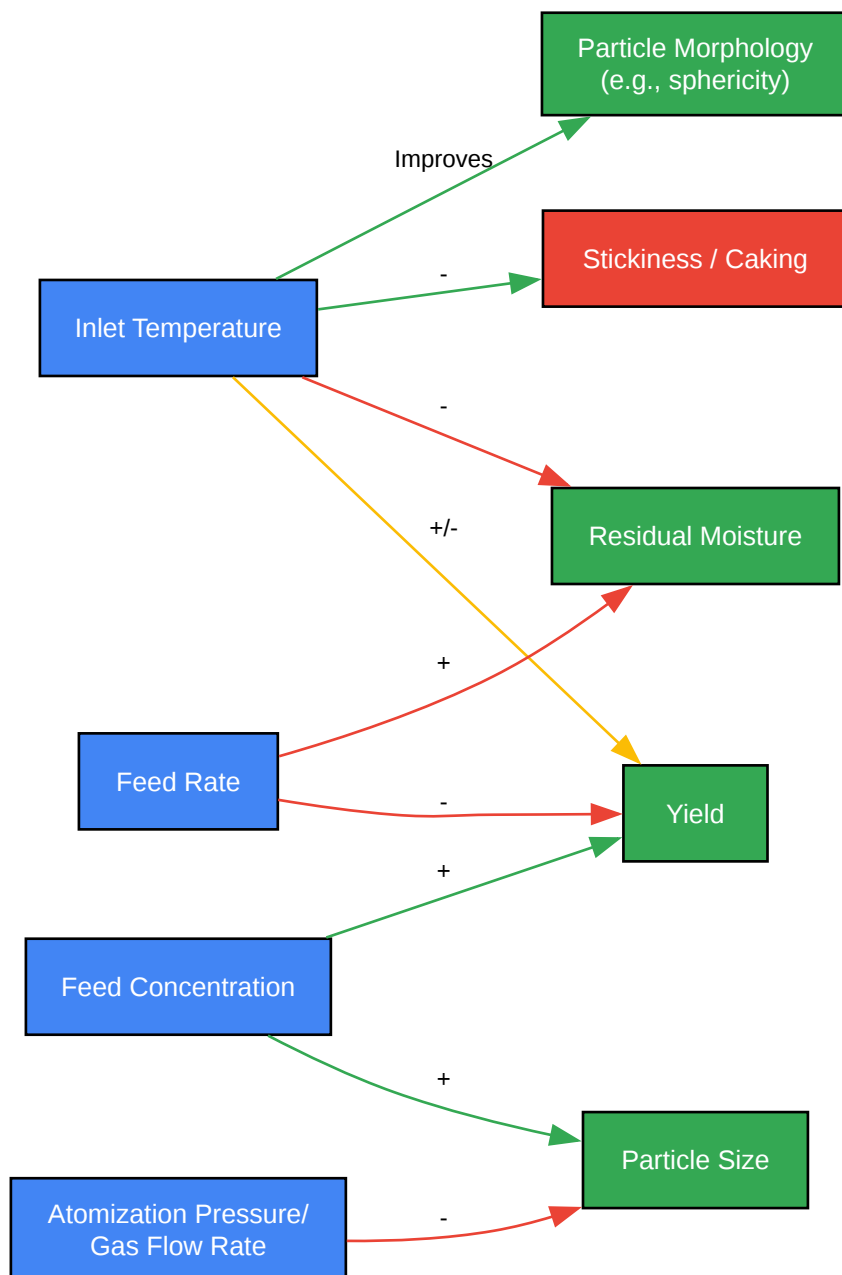 Particle Morphology
(e.g., sphericity)
Improves
Stickiness / Caking
-
Inlet Temperature
-
+/-
Residual Moisture
+
Feed Rate
-
Yield
+
Feed Concentration
+
Particle Size
Atomization Pressure/
Gas Flow Rate
-